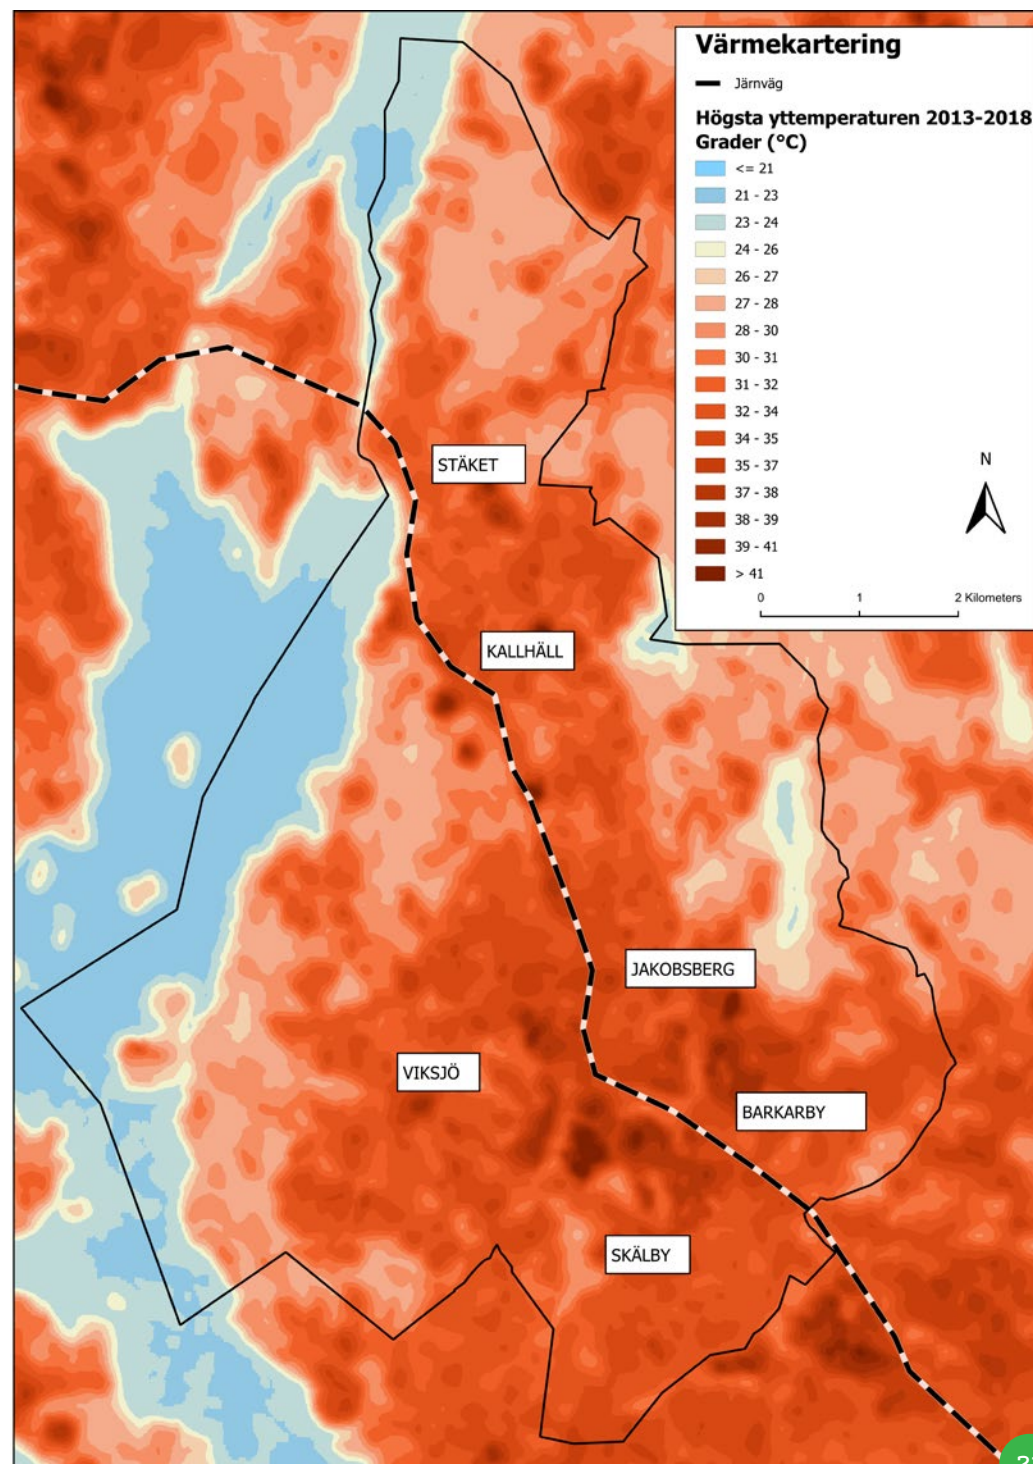 Värmekartering
Järnväg
Högsta yttemperaturen 2013-2018
Grader (°C)
<= 21
21 - 23
23 - 24
24 - 26
26 - 27
27 - 28
28 - 30
30 - 31
31 - 32
32 - 34
34 - 35
35 - 37
37 - 38
38 - 39
39 - 41
> 41
N
0 1 2 Kilometers
STÄKET
KALLHÄLL
JAKOBSBERG
VIKSJÖ
BARKARBY
SKÄLBY